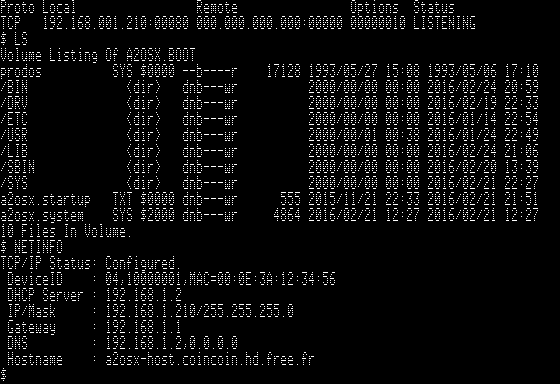 Proto Local                    Remote                   Options  Status
TCP   192.168.001.210:00080 000.000.000.000:00000 00000010 LISTENING
$ LS
Volume Listing Of A2OSX.BOOT
prodos         SYS $0000 --b----r    17128 1993/05/27 15:08 1993/05/06 17:10
/BIN             <dir>   dnb---wr          2000/00/00 00:00 2016/02/24 20:59
/DRV             <dir>   dnb---wr          2000/00/00 00:00 2016/02/19 22:33
/ETC             <dir>   dnb---wr          2000/00/00 00:00 2016/01/14 22:54
/USR             <dir>   dnb---wr          2000/00/01 00:38 2016/01/24 22:49
/LIB             <dir>   dnb---wr          2000/00/00 00:00 2016/02/24 21:06
/SBIN            <dir>   dnb---wr          2000/00/00 00:00 2016/02/20 13:39
/SYS             <dir>   dnb---wr          2000/00/00 00:00 2016/02/21 22:27
a2osx.startup  TXT $0000 dnb---wr      555 2015/11/21 22:33 2016/02/21 21:51
a2osx.system   SYS $2000 dnb---wr     4864 2016/02/21 12:27 2016/02/21 12:27
10 Files In Volume.
$ NETINFO
TCP/IP Status: Configured.
DeviceID    : 04,10000001,MAC=00:0E:3A:12:34:56
DHCP Server : 192.168.1.2
IP/Mask     : 192.168.1.210/255.255.255.0
Gateway     : 192.168.1.1
DNS         : 192.168.1.2,0.0.0.0
Hostname    : a2osx-host.coincoin.hd.free.fr
$